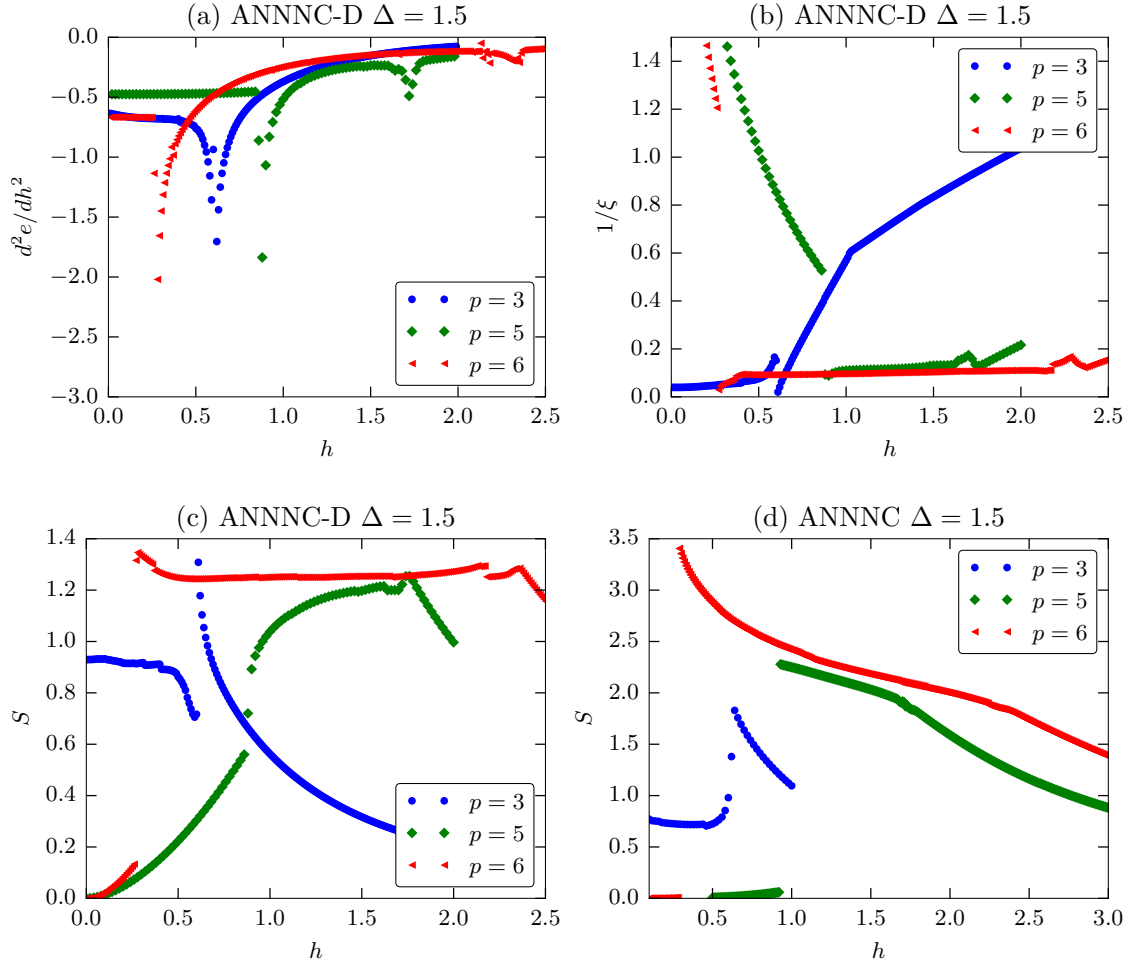 (a) ANNNC-D Δ = 1.5
0.0
−0.5
−1.0
−1.5
−2.0
−2.5
−3.0
d²e/dh²
0.0 0.5 1.0 1.5 2.0 2.5
h
p = 3
p = 5
p = 6
(b) ANNNC-D Δ = 1.5
1.4
1.2
1.0
0.8
0.6
0.4
0.2
0.0
1/ξ
0.0 0.5 1.0 1.5 2.0 2.5
h
p = 3
p = 5
p = 6
(c) ANNNC-D Δ = 1.5
1.4
1.2
1.0
0.8
0.6
0.4
0.2
0.0
S
0.0 0.5 1.0 1.5 2.0 2.5
h
p = 3
p = 5
p = 6
(d) ANNNC Δ = 1.5
3.5
3.0
2.5
2.0
1.5
1.0
0.5
0.0
S
0.5 1.0 1.5 2.0 2.5 3.0
h
p = 3
p = 5
p = 6